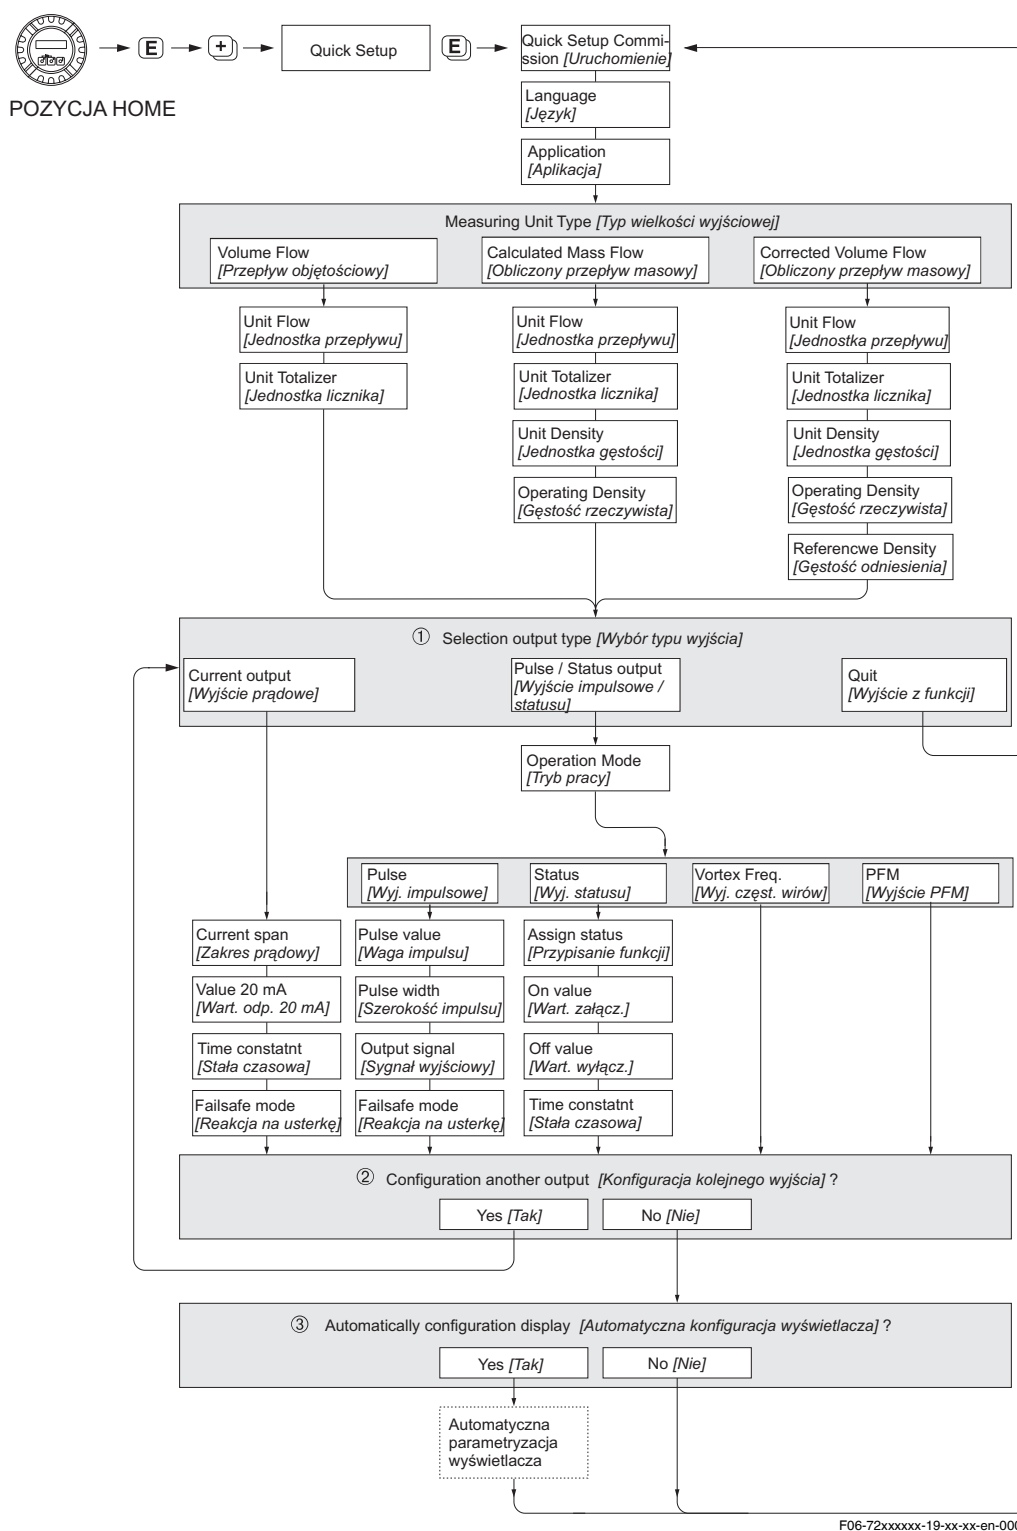 E
+
Quick Setup
E
Quick Setup Commi-
ssion [Uruchomienie]
POZYCJA HOME
Language
[Język]
Application
[Aplikacja]
Measuring Unit Type [Typ wielkości wyjściowej]
Volume Flow
[Przepływ objętościowy]
Calculated Mass Flow
[Obliczony przepływ masowy]
Corrected Volume Flow
[Obliczony przepływ masowy]
Unit Flow
[Jednostka przepływu]
Unit Flow
[Jednostka przepływu]
Unit Flow
[Jednostka przepływu]
Unit Totalizer
[Jednostka licznika]
Unit Totalizer
[Jednostka licznika]
Unit Totalizer
[Jednostka licznika]
Unit Density
[Jednostka gęstości]
Unit Density
[Jednostka gęstości]
Operating Density
[Gęstość rzeczywista]
Operating Density
[Gęstość rzeczywista]
Referencwe Density
[Gęstość odniesienia]
① Selection output type [Wybór typu wyjścia]
Current output
[Wyjście prądowe]
Pulse / Status output
[Wyjście impulsowe /
statusu]
Quit
[Wyjście z funkcji]
Operation Mode
[Tryb pracy]
Pulse
[Wyj. impulsowe]
Status
[Wyj. statusu]
Vortex Freq.
[Wyj. częst. wirów]
PFM
[Wyjście PFM]
Current span
[Zakres prądowy]
Pulse value
[Waga impulsu]
Assign status
[Przypisanie funkcji]
Value 20 mA
[Wart. odp. 20 mA]
Pulse width
[Szerokość impulsu]
On value
[Wart. załącz.]
Time constatnt
[Stała czasowa]
Output signal
[Sygnał wyjściowy]
Off value
[Wart. wyłącz.]
Failsafe mode
[Reakcja na usterkę]
Failsafe mode
[Reakcja na usterkę]
Time constatnt
[Stała czasowa]
② Configuration another output [Konfiguracja kolejnego wyjścia] ?
Yes [Tak]
No [Nie]
③ Automatically configuration display [Automatyczna konfiguracja wyświetlacza] ?
Yes [Tak]
No [Nie]
Automatyczna
parametryzacja
wyświetlacza
F06-72xxxxxx-19-xx-xx-en-000